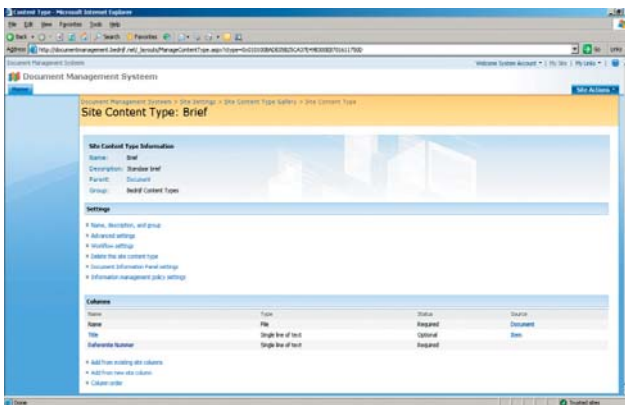 Content Type - Microsoft Internet Explorer
File Edit View Favorites Tools Help
Back Search Favorites
Address Go Links
Document Management Systeem Welcome System Account My Site My Links
Document Management Systeem
Home Site Actions
Document Management Systeem > Site Settings > Site Content Type Gallery > Site Content Type
Site Content Type: Brief
Site Content Type Information
Name: Brief
Description: Standaar brief
Parent: Document
Group: Bedrijf Content Types
Settings
Name, description, and group
Advanced settings
Workflow settings
Delete this site content type
Document Information Panel settings
Information management policy settings
Columns
Name Type Status Source
Name File Required Document
Title Single line of text Optional Item
Referentie Nummer Single line of text Required
Add from existing site columns
Add from new site column
Column order
Done Trusted sites